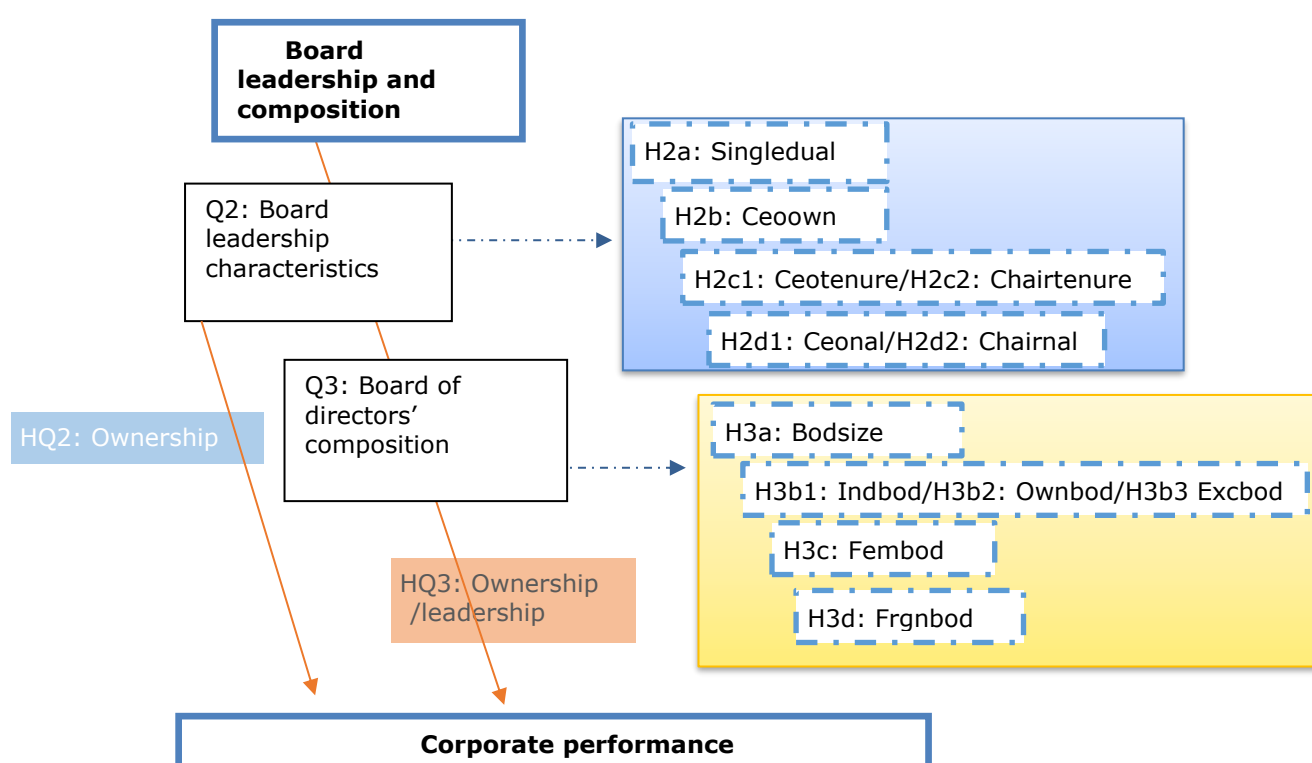 Board
leadership and
composition
H2a: Singledual
Q2: Board
leadership
characteristics
H2b: Ceoown
H2c1: Ceotenure/H2c2: Chairtenure
H2d1: Ceonal/H2d2: Chairnal
Q3: Board of
directors’
composition
HQ2: Ownership
H3a: Bodsize
H3b1: Indbod/H3b2: Ownbod/H3b3 Excbod
H3c: Fembod
HQ3: Ownership
/leadership
H3d: Frgnbod
Corporate performance